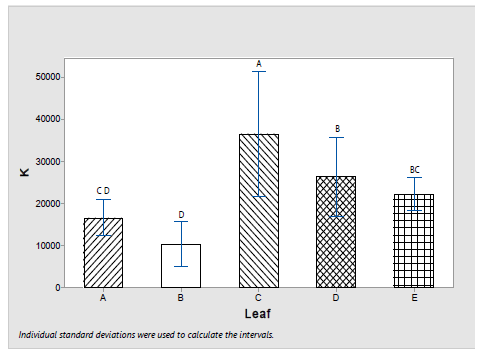 A
50000
40000
B
30000
BC
K
C D
20000
D
10000
0
A B C D E
Leaf
Individual standard deviations were used to calculate the intervals.